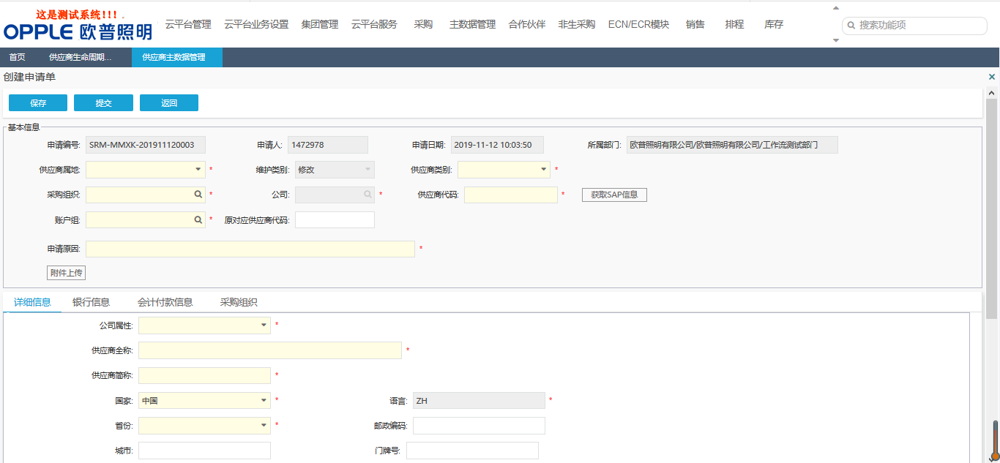 这是测试系统!!! .
OPPLE 欧普照明
云平台管理 云平台业务设置 集团管理 云平台服务 采购 主数据管理 合作伙伴 非生采购 ECN/ECR模块 销售 排程 库存
搜索功能项
首页 供应商生命周期... 供应商主数据管理
创建申请单
保存 提交 返回
基本信息
申请编号: SRM-MMXK-201911120003 申请人: 1472978 申请日期: 2019-11-12 10:03:50 所属部门: 欧普照明有限公司/欧普照明有限公司/工作流测试部门
供应商属地: * 维护类别: 修改 供应商类别: *
采购组织: * 公司: * 供应商代码: * 获取SAP信息
账户组: * 原对应供应商代码:
申请原因: *
附件上传
详细信息 银行信息 会计付款信息 采购组织
公司属性: *
供应商全称: *
供应商简称: *
国家: 中国 * 语言: ZH *
省份: * 邮政编码:
城市: 门牌号: